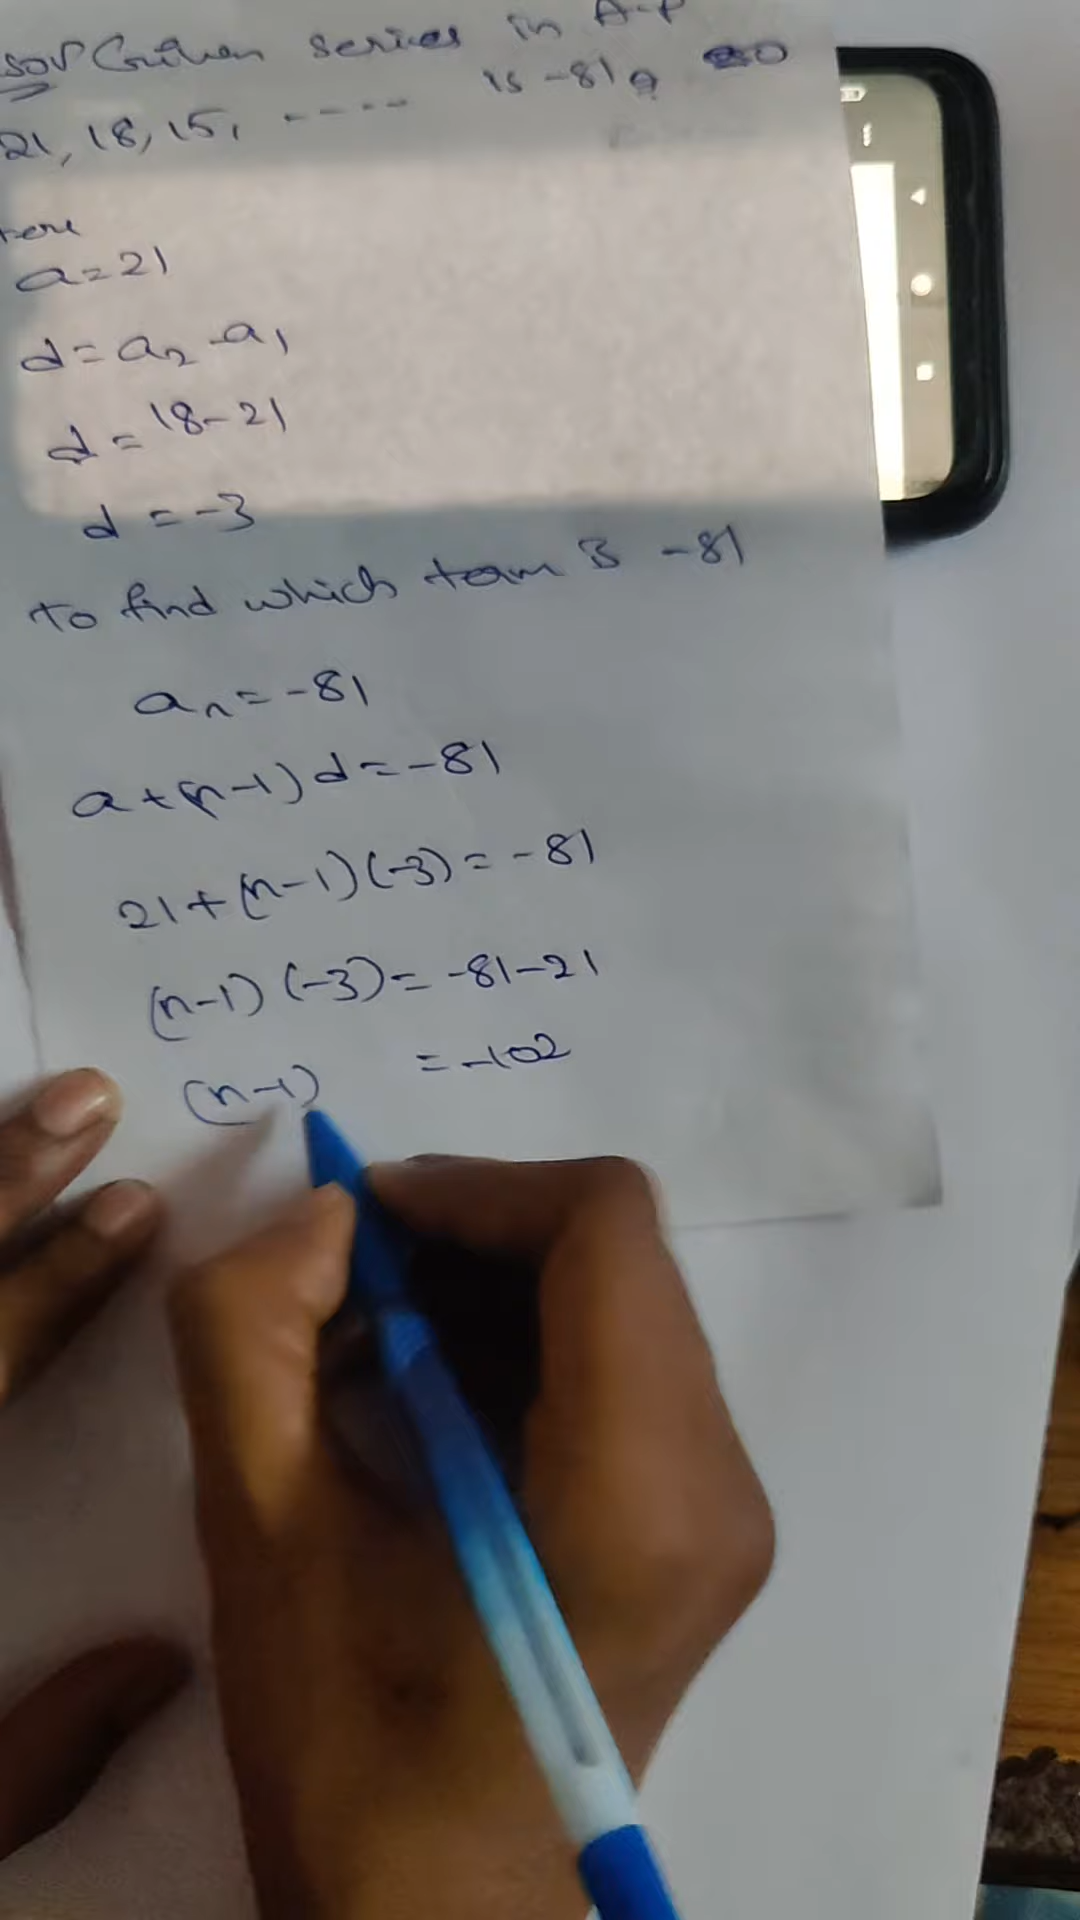 Sol Given series in A.P
21, 18, 15, ..... is -81,
Here
a=21
d=a₂-a₁
d=18-21
d=-3
To find which term is -81
aₙ=-81
a+(n-1)d=-81
21+(n-1)(-3)=-81
(n-1)(-3)=-81-21
(n-1) =-102